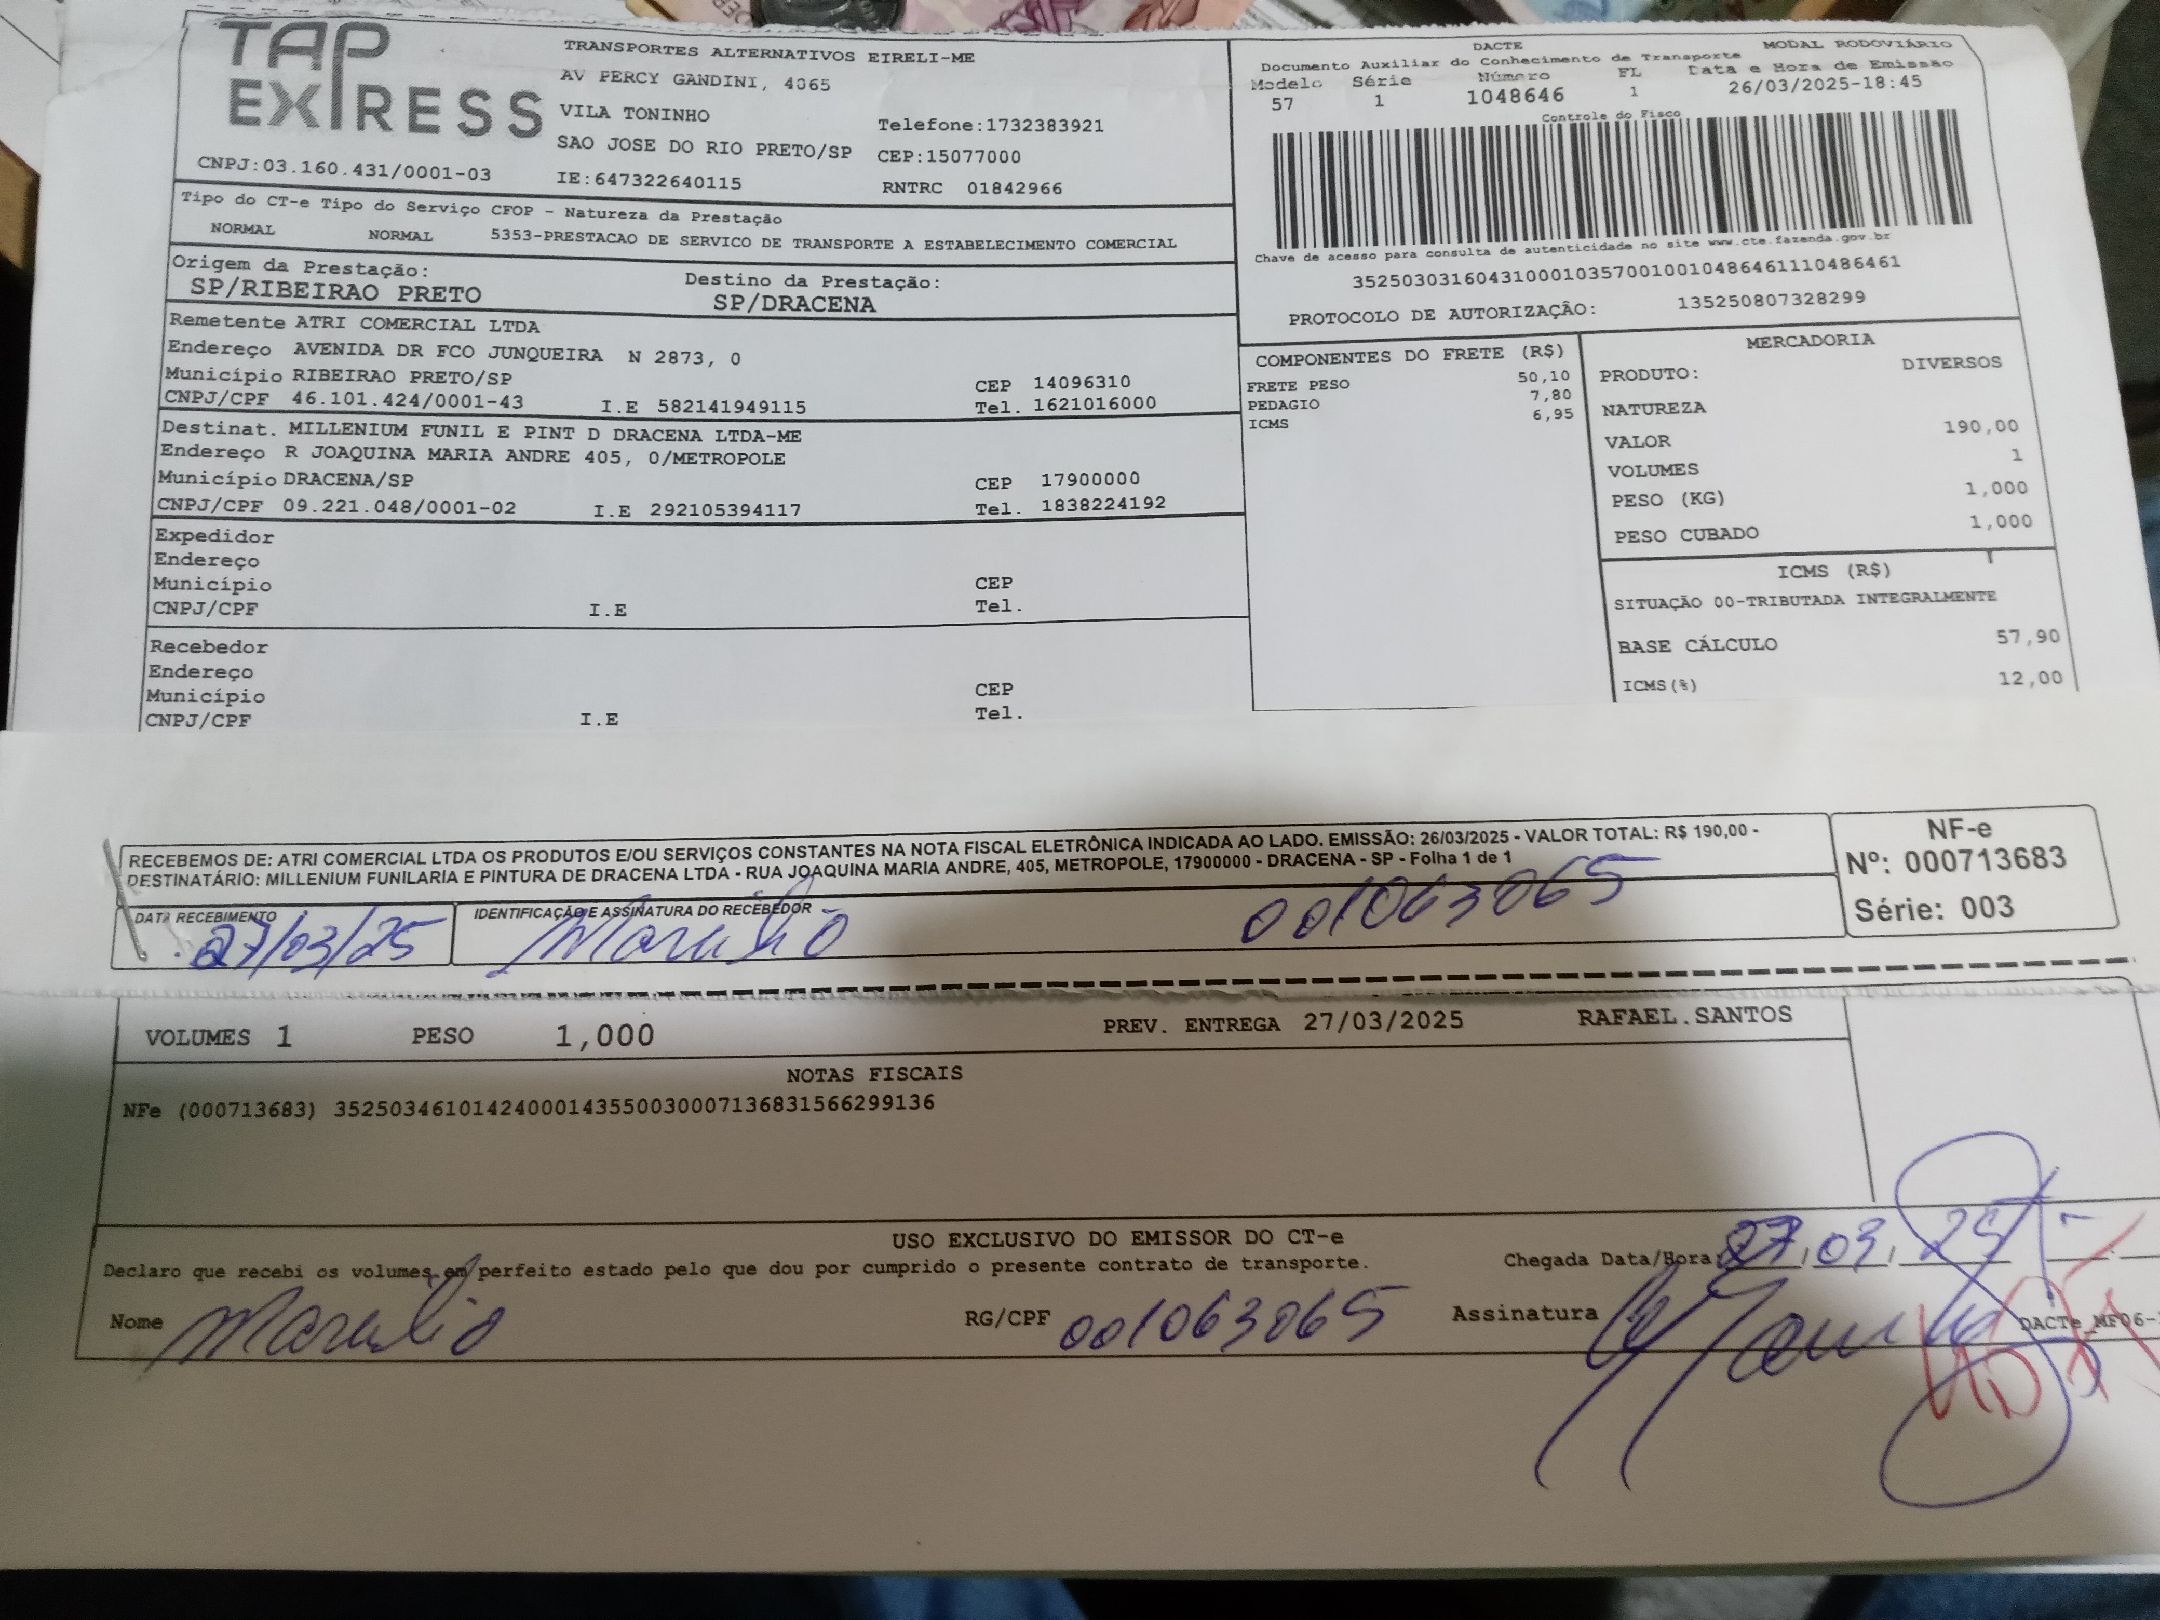 TAP EXPRESS
TRANSPORTES ALTERNATIVOS EIRELI-ME
AV PERCY GANDINI, 4065
VILA TONINHO
Telefone:1732383921
SAO JOSE DO RIO PRETO/SP CEP:15077000
CNPJ:03.160.431/0001-03 IE:647322640115 RNTRC 01842966
DACTE MODAL RODOVIÁRIO
Documento Auxiliar do Conhecimento de Transporte
Modelo Série Número FL Data e Hora de Emissão
57 1 1048646 1 26/03/2025-18:45
Controle do Fisco
Chave de acesso para consulta de autenticidade no site www.cte.fazenda.gov.br
35250303160431000103570010010486461110486461
PROTOCOLO DE AUTORIZAÇÃO: 135250807328299
Tipo do CT-e Tipo do Serviço CFOP - Natureza da Prestação
NORMAL NORMAL 5353-PRESTACAO DE SERVICO DE TRANSPORTE A ESTABELECIMENTO COMERCIAL
Origem da Prestação: Destino da Prestação:
SP/RIBEIRAO PRETO SP/DRACENA
Remetente ATRI COMERCIAL LTDA
Endereço AVENIDA DR FCO JUNQUEIRA N 2873, 0
Município RIBEIRAO PRETO/SP CEP 14096310
CNPJ/CPF 46.101.424/0001-43 I.E 582141949115 Tel. 1621016000
Destinat. MILLENIUM FUNIL E PINT D DRACENA LTDA-ME
Endereço R JOAQUINA MARIA ANDRE 405, 0/METROPOLE
Município DRACENA/SP CEP 17900000
CNPJ/CPF 09.221.048/0001-02 I.E 292105394117 Tel. 1838224192
Expedidor
Endereço
Município CEP
CNPJ/CPF I.E Tel.
Recebedor
Endereço
Município CEP
CNPJ/CPF I.E Tel.
COMPONENTES DO FRETE (R$)
FRETE PESO 50,10
PEDAGIO 7,80
ICMS 6,95
MERCADORIA
PRODUTO: DIVERSOS
NATUREZA
VALOR 190,00
VOLUMES 1
PESO (KG) 1,000
PESO CUBADO 1,000
ICMS (R$)
SITUAÇÃO 00-TRIBUTADA INTEGRALMENTE
BASE CÁLCULO 57,90
ICMS(%) 12,00
RECEBEMOS DE: ATRI COMERCIAL LTDA OS PRODUTOS E/OU SERVIÇOS CONSTANTES NA NOTA FISCAL ELETRÔNICA INDICADA AO LADO. EMISSÃO: 26/03/2025 - VALOR TOTAL: R$ 190,00 -
DESTINATÁRIO: MILLENIUM FUNILARIA E PINTURA DE DRACENA LTDA - RUA JOAQUINA MARIA ANDRE, 405, METROPOLE, 17900000 - DRACENA - SP - Folha 1 de 1
DATA RECEBIMENTO IDENTIFICAÇÃO E ASSINATURA DO RECEBEDOR
27/03/25 001063065
NF-e
Nº: 000713683
Série: 003
VOLUMES 1 PESO 1,000 PREV. ENTREGA 27/03/2025 RAFAEL.SANTOS
NOTAS FISCAIS
NFe (000713683) 35250346101424000143550030007136831566299136
USO EXCLUSIVO DO EMISSOR DO CT-e
Declaro que recebi os volumes em perfeito estado pelo que dou por cumprido o presente contrato de transporte. Chegada Data/Hora: 27/03/25
Nome RG/CPF 001063065 Assinatura
DACTe_MF06-